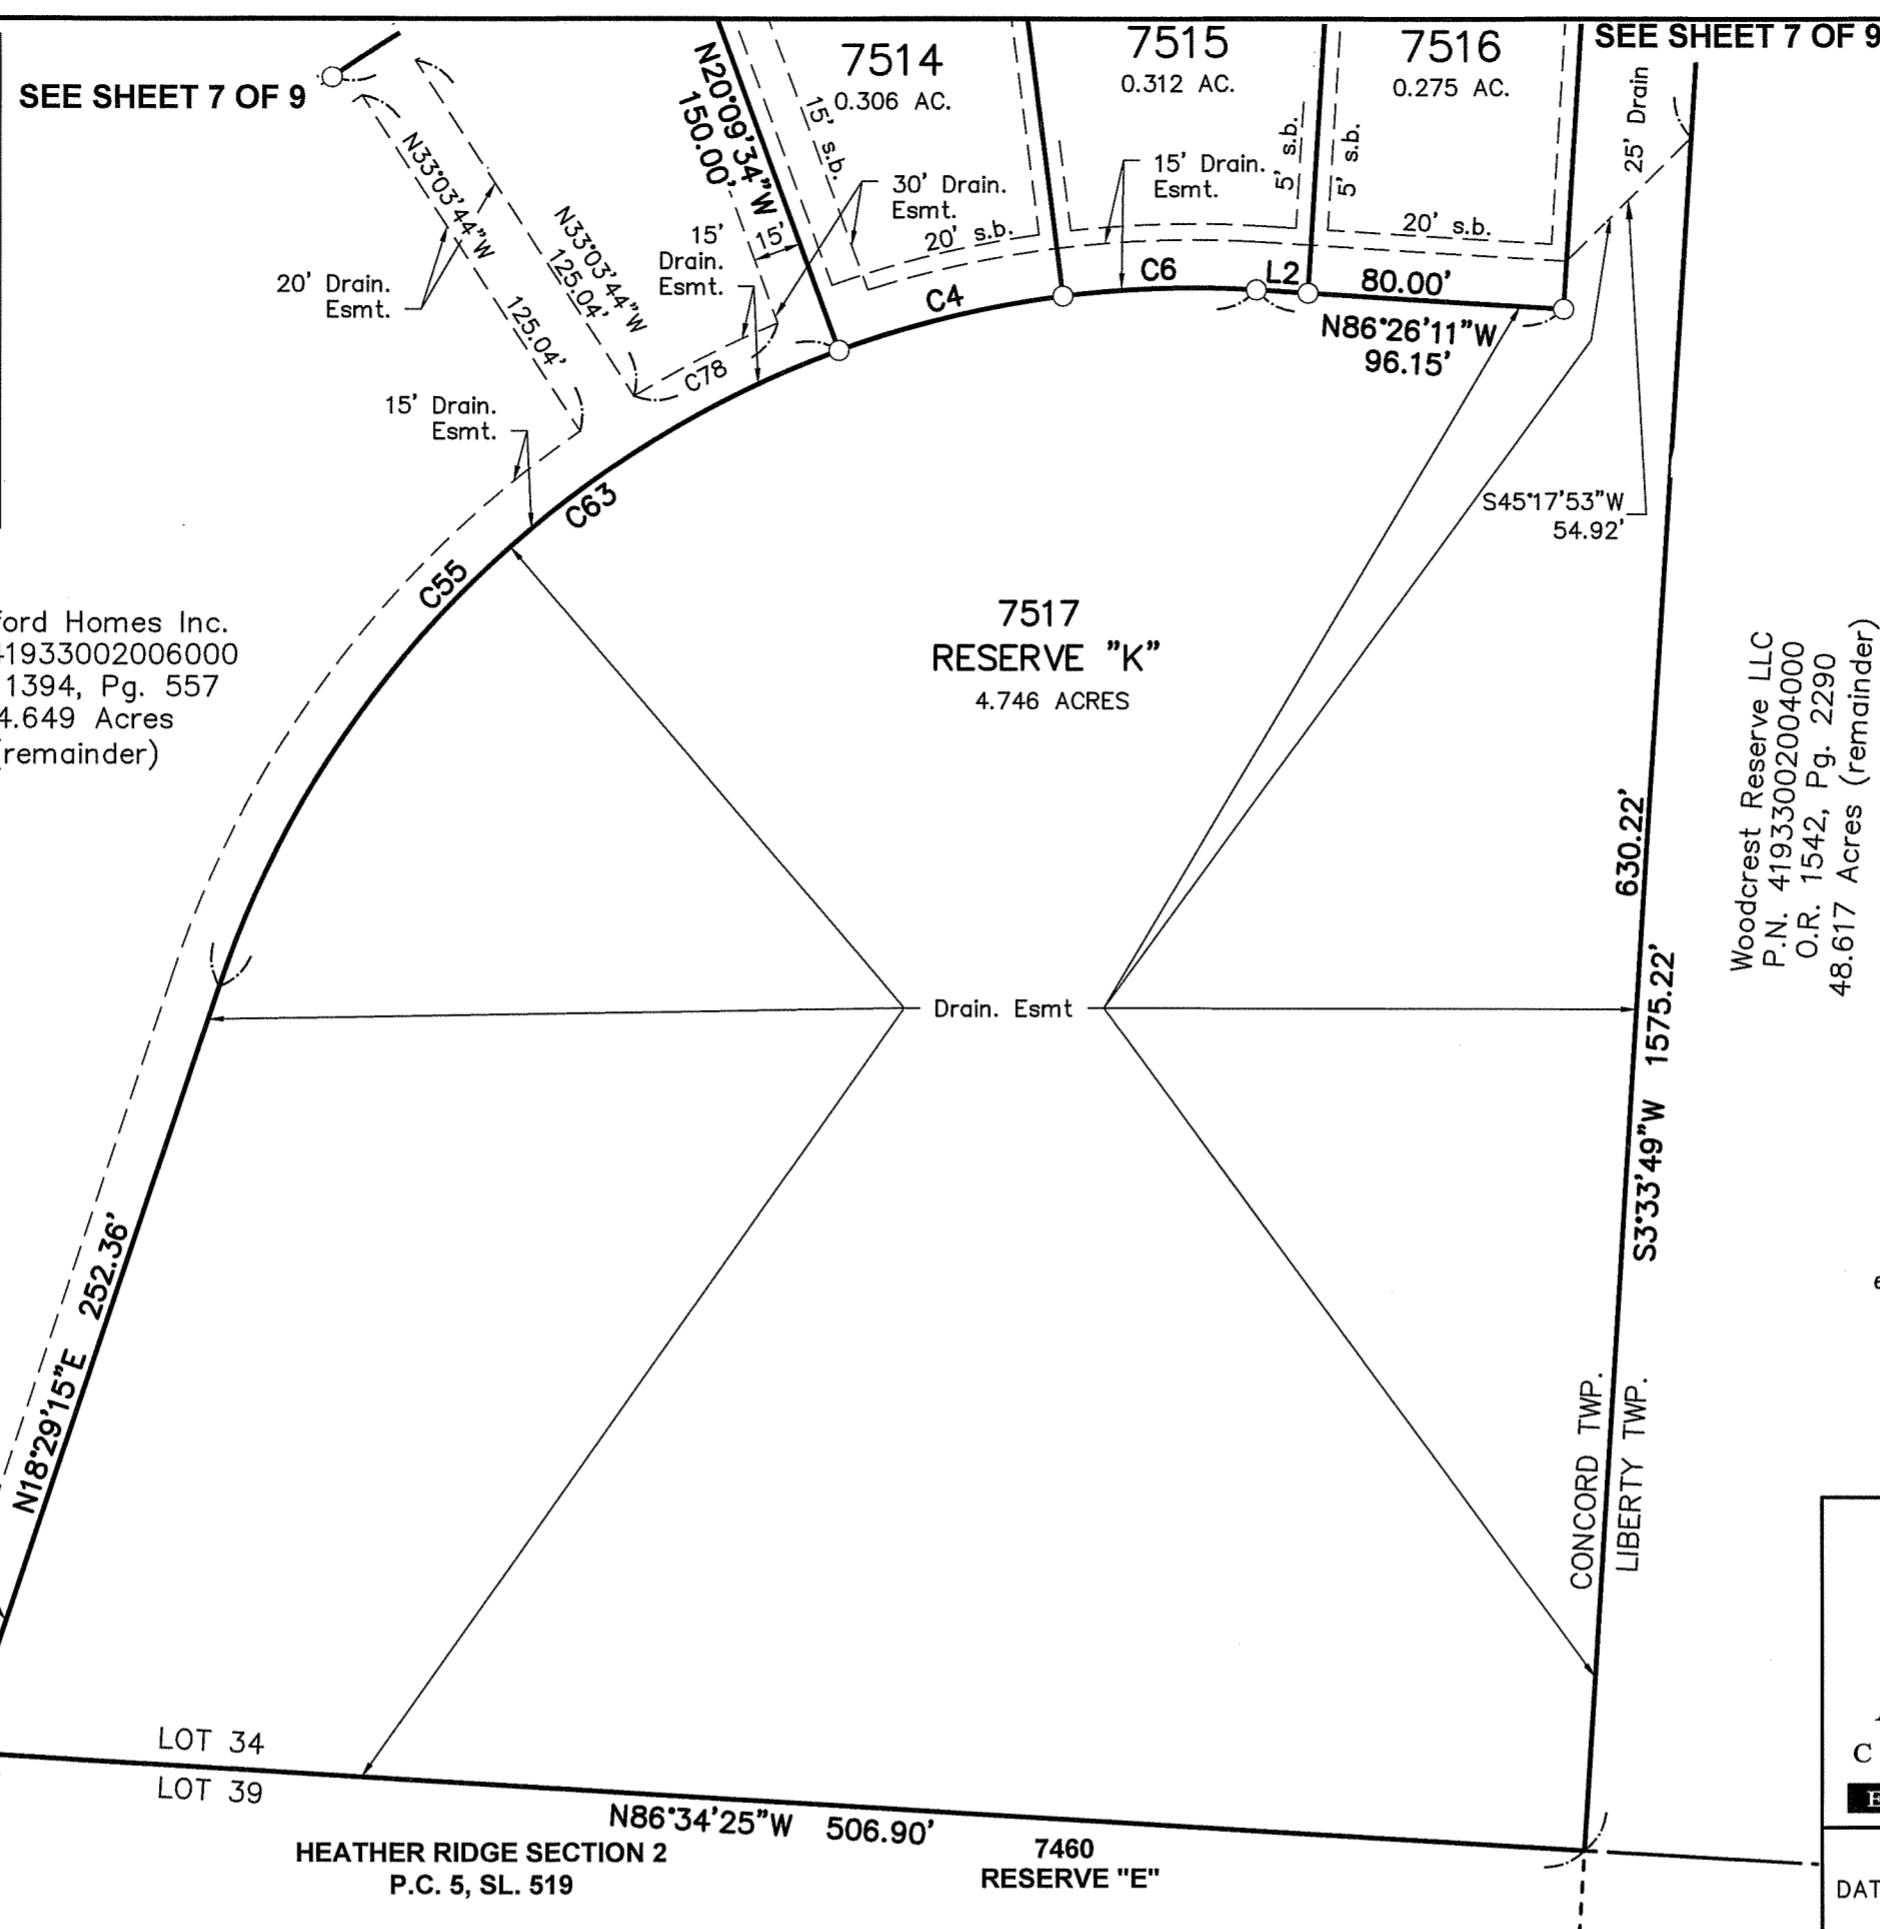 SEE SHEET 7 OF 9
SEE SHEET 7 OF 9
7514
0.306 AC.
7515
0.312 AC.
7516
0.275 AC.
N20°09'34"W
150.00'
15' s.b.
30' Drain.
Esmt.
15' Drain.
Esmt.
5' s.b.
5' s.b.
25' Drain
N33°03'44"W
125.04'
N33°03'44"W
125.04'
20' Drain.
Esmt.
15'
Drain.
Esmt.
15'
20' s.b.
20' s.b.
C4
C6
L2
80.00'
N86°26'11"W
96.15'
C78
15' Drain.
Esmt.
C63
C55
S45°17'53"W
54.92'
ford Homes Inc.
41933002006000
1394, Pg. 557
4.649 Acres
(remainder)
7517
RESERVE "K"
4.746 ACRES
Woodcrest Reserve LLC
P.N. 41933002004000
O.R. 1542, Pg. 2290
48.617 Acres (remainder)
630.22'
S3°33'49"W 1575.22'
Drain. Esmt
N18°29'15"E 252.36'
CONCORD TWP.
LIBERTY TWP.
LOT 34
LOT 39
N86°34'25"W 506.90'
HEATHER RIDGE SECTION 2
P.C. 5, SL. 519
7460
RESERVE "E"
C
E
DAT